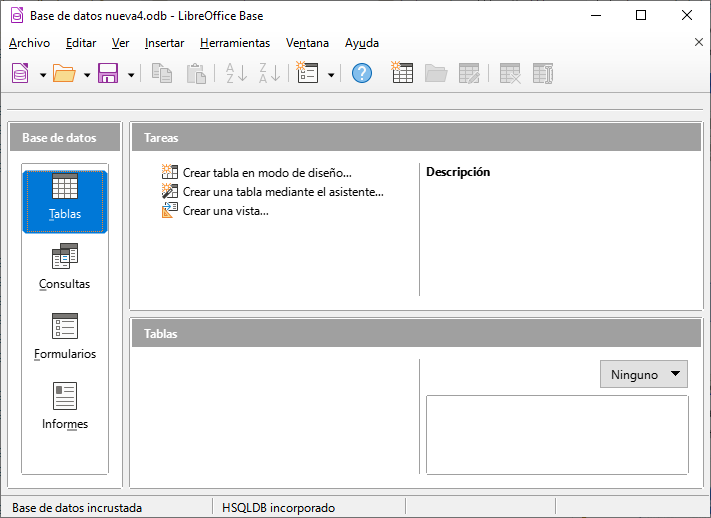 Base de datos nueva4.odb - LibreOffice Base
Archivo Editar Ver Insertar Herramientas Ventana Ayuda
A Z Z A
Base de datos
Tablas
Consultas
Formularios
Informes
Tareas
Crear tabla en modo de diseño...
Crear una tabla mediante el asistente...
Crear una vista...
Descripción
Tablas
Ninguno
Base de datos incrustada HSQLDB incorporado